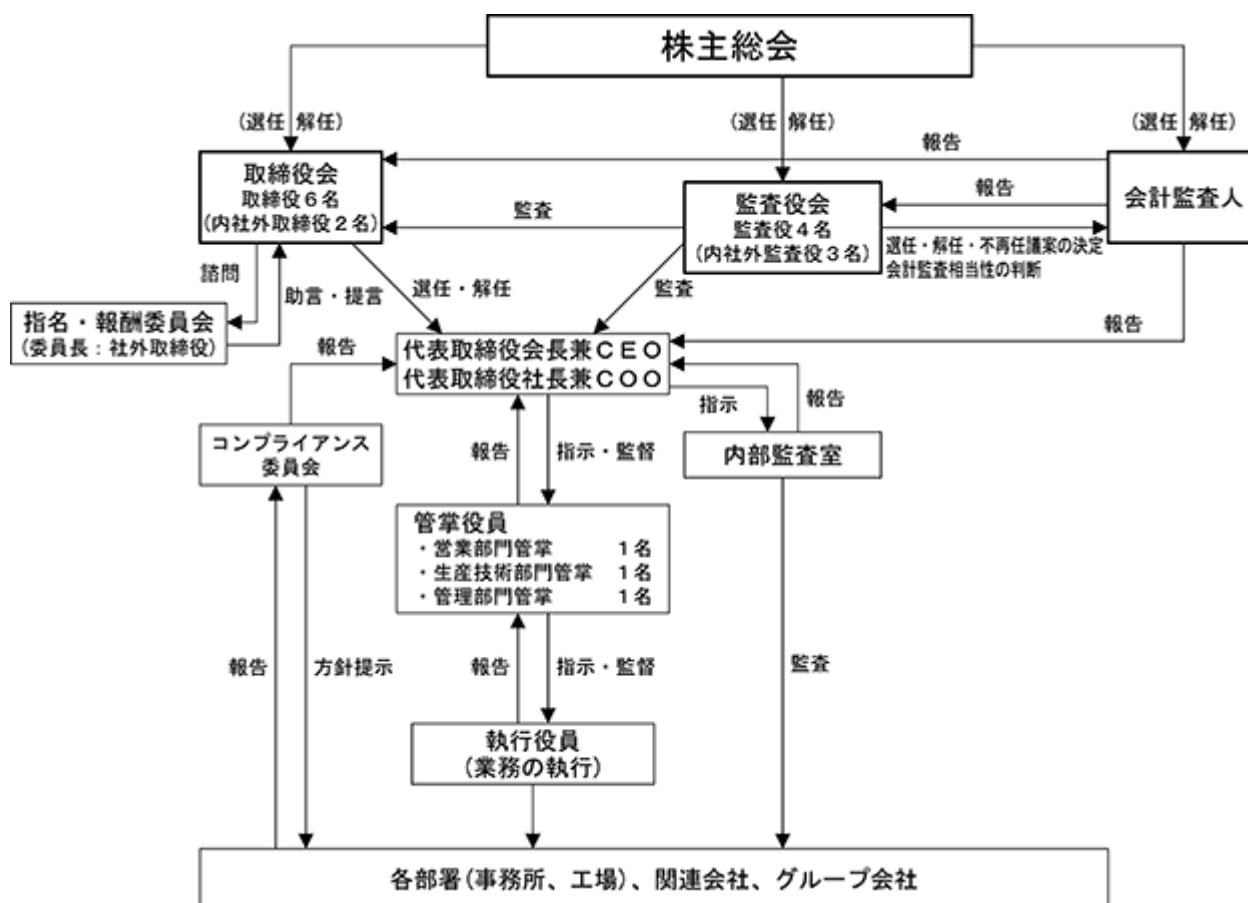 株主総会
(選任 解任)
(選任 解任)
(選任 解任)
報告
取締役会
取締役6名
(内社外取締役2名)
監査
監査役会
監査役4名
(内社外監査役3名)
報告
会計監査人
選任・解任・不再任議案の決定
会計監査相当性の判断
諮問
助言・提言
選任・解任
監査
報告
指名・報酬委員会
(委員長:社外取締役)
報告
代表取締役会長兼CEO
代表取締役社長兼COO
指示
報告
コンプライアンス
委員会
報告
指示・監督
内部監査室
管掌役員
・営業部門管掌 1名
・生産技術部門管掌 1名
・管理部門管掌 1名
報告
方針提示
報告
指示・監督
監査
執行役員
(業務の執行)
各部署(事務所、工場)、関連会社、グループ会社